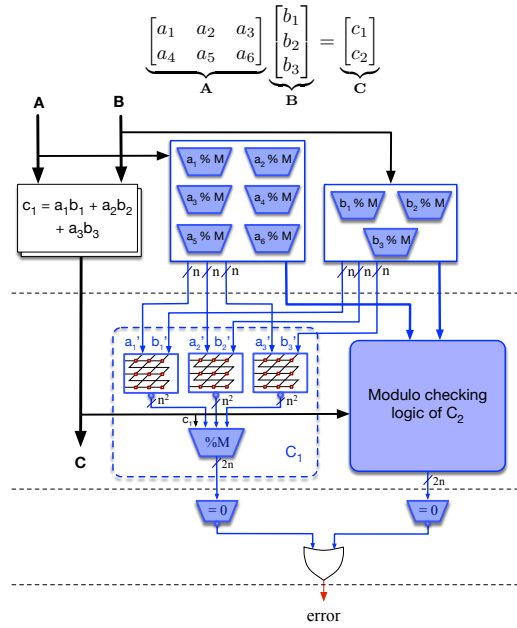 a₁ a₂ a₃ b₁ c₁
a₄ a₅ a₆ b₂ = c₂
b₃
A B C
A B
a₁ % M a₂ % M
a₃ % M a₄ % M
a₅ % M a₆ % M
b₁ % M b₂ % M
b₃ % M
c₁ = a₁b₁ + a₂b₂
+ a₃b₃
n n n n n n
a₁' b₁' a₂' b₂' a₃' b₃'
n² n² n²
c₁
%M
C₁
2n
Modulo checking
logic of C₂
C
2n
= 0 = 0
error